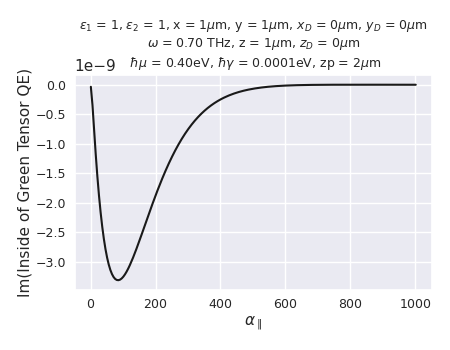 ε₁ = 1, ε₂ = 1, x = 1μm, y = 1μm, x_D = 0μm, y_D = 0μm
ω = 0.70 THz, z = 1μm, z_D = 0μm
1e−9 ℏμ = 0.40eV, ℏγ = 0.0001eV, zp = 2μm
0.0
−0.5
−1.0
−1.5
−2.0
−2.5
−3.0
Im(Inside of Green Tensor QE)
0 200 400 600 800 1000
α∥